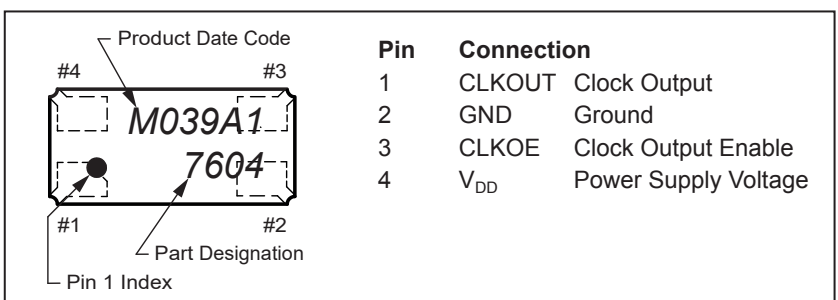 Product Date Code
#4 #3
M039A1
7604
#1 #2
Part Designation
Pin 1 Index
Pin Connection
1 CLKOUT Clock Output
2 GND Ground
3 CLKOE Clock Output Enable
4 VDD Power Supply Voltage